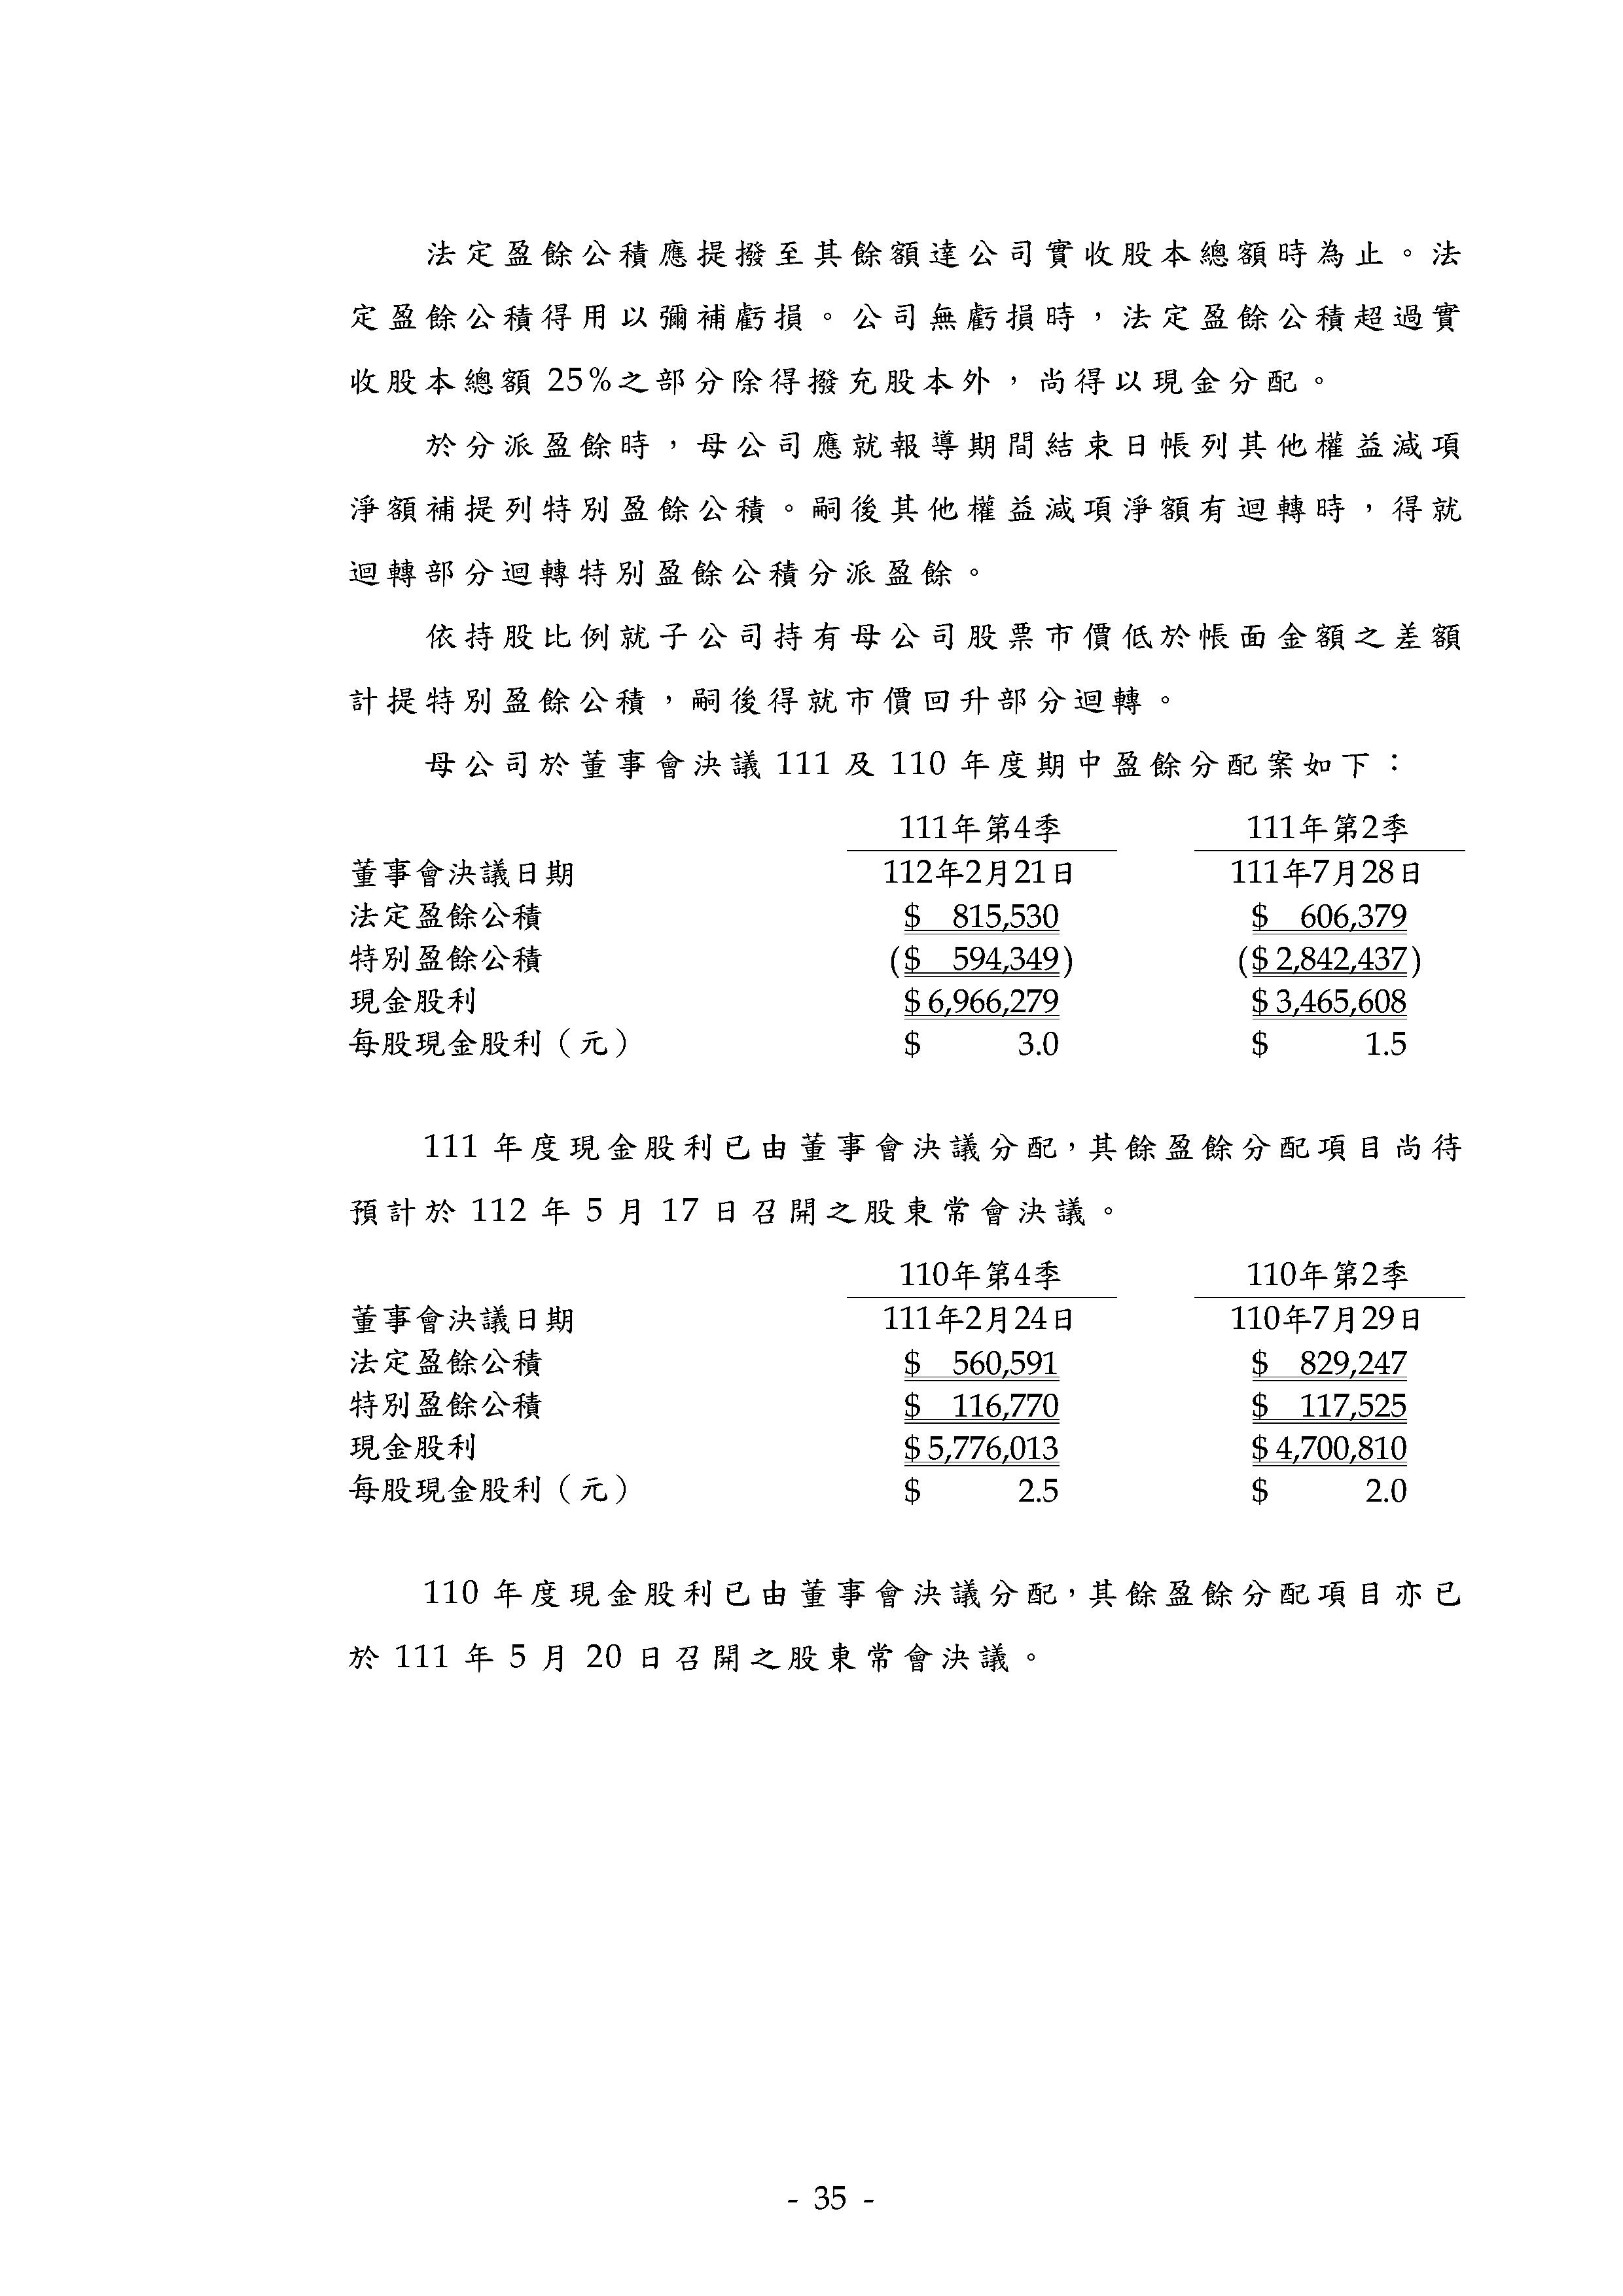 法定盈餘公積應提撥至其餘額達公司實收股本總額時為止。法
定盈餘公積得用以彌補虧損。公司無虧損時，法定盈餘公積超過實
收股本總額 25%之部分除得撥充股本外，尚得以現金分配。
於分派盈餘時，母公司應就報導期間結束日帳列其他權益減項
淨額補提列特別盈餘公積。嗣後其他權益減項淨額有迴轉時，得就
迴轉部分迴轉特別盈餘公積分派盈餘。
依持股比例就子公司持有母公司股票市價低於帳面金額之差額
計提特別盈餘公積，嗣後得就市價回升部分迴轉。
母公司於董事會決議 111 及 110 年度期中盈餘分配案如下：
111年第4季 111年第2季
董事會決議日期 112年2月21日 111年7月28日
法定盈餘公積 $ 815,530 $ 606,379
特別盈餘公積 ($ 594,349) ($ 2,842,437)
現金股利 $ 6,966,279 $ 3,465,608
每股現金股利（元） $ 3.0 $ 1.5
111 年度現金股利已由董事會決議分配，其餘盈餘分配項目尚待
預計於 112 年 5 月 17 日召開之股東常會決議。
110年第4季 110年第2季
董事會決議日期 111年2月24日 110年7月29日
法定盈餘公積 $ 560,591 $ 829,247
特別盈餘公積 $ 116,770 $ 117,525
現金股利 $ 5,776,013 $ 4,700,810
每股現金股利（元） $ 2.5 $ 2.0
110 年度現金股利已由董事會決議分配，其餘盈餘分配項目亦已
於 111 年 5 月 20 日召開之股東常會決議。
- 35 -